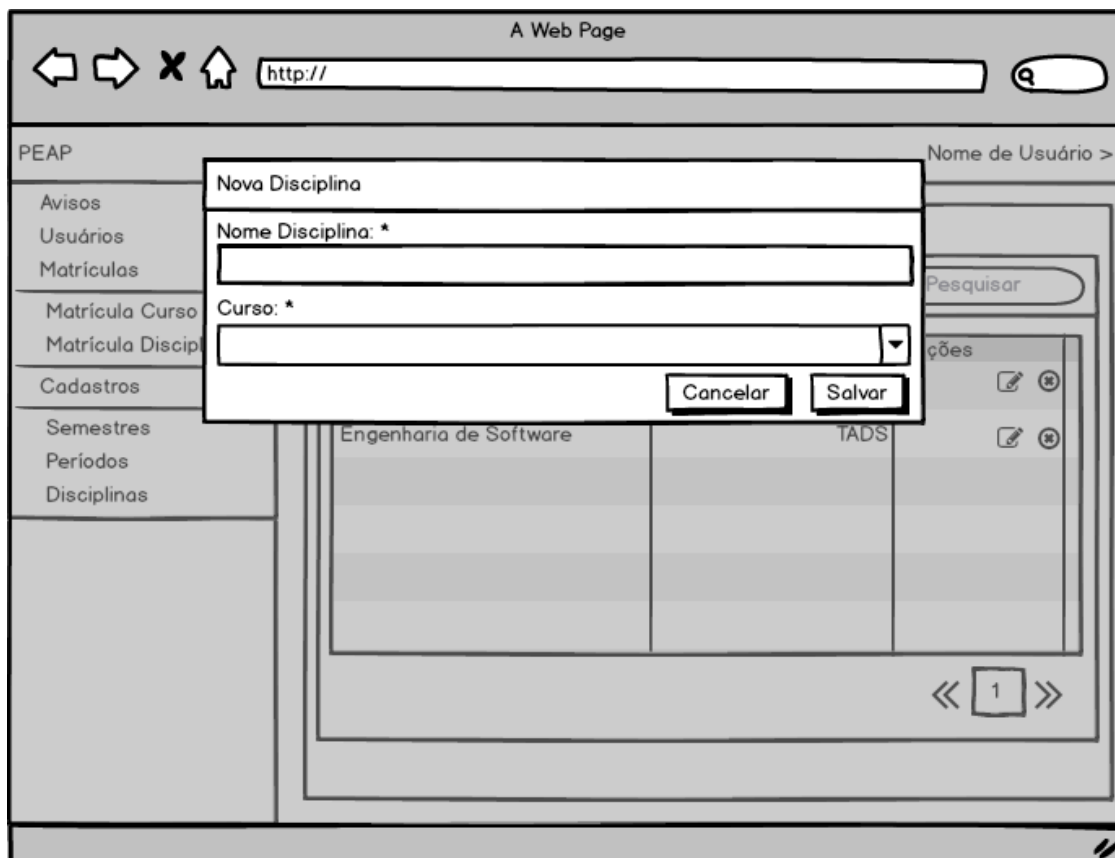 A Web Page
http://
PEAP
Nome de Usuário >
Avisos
Usuários
Matrículas
Matrícula Curso
Matrícula Discipl
Cadastros
Semestres
Períodos
Disciplinas
Nova Disciplina
Nome Disciplina: *
Curso: *
Cancelar Salvar
Pesquisar
ções
Engenharia de Software TADS
1